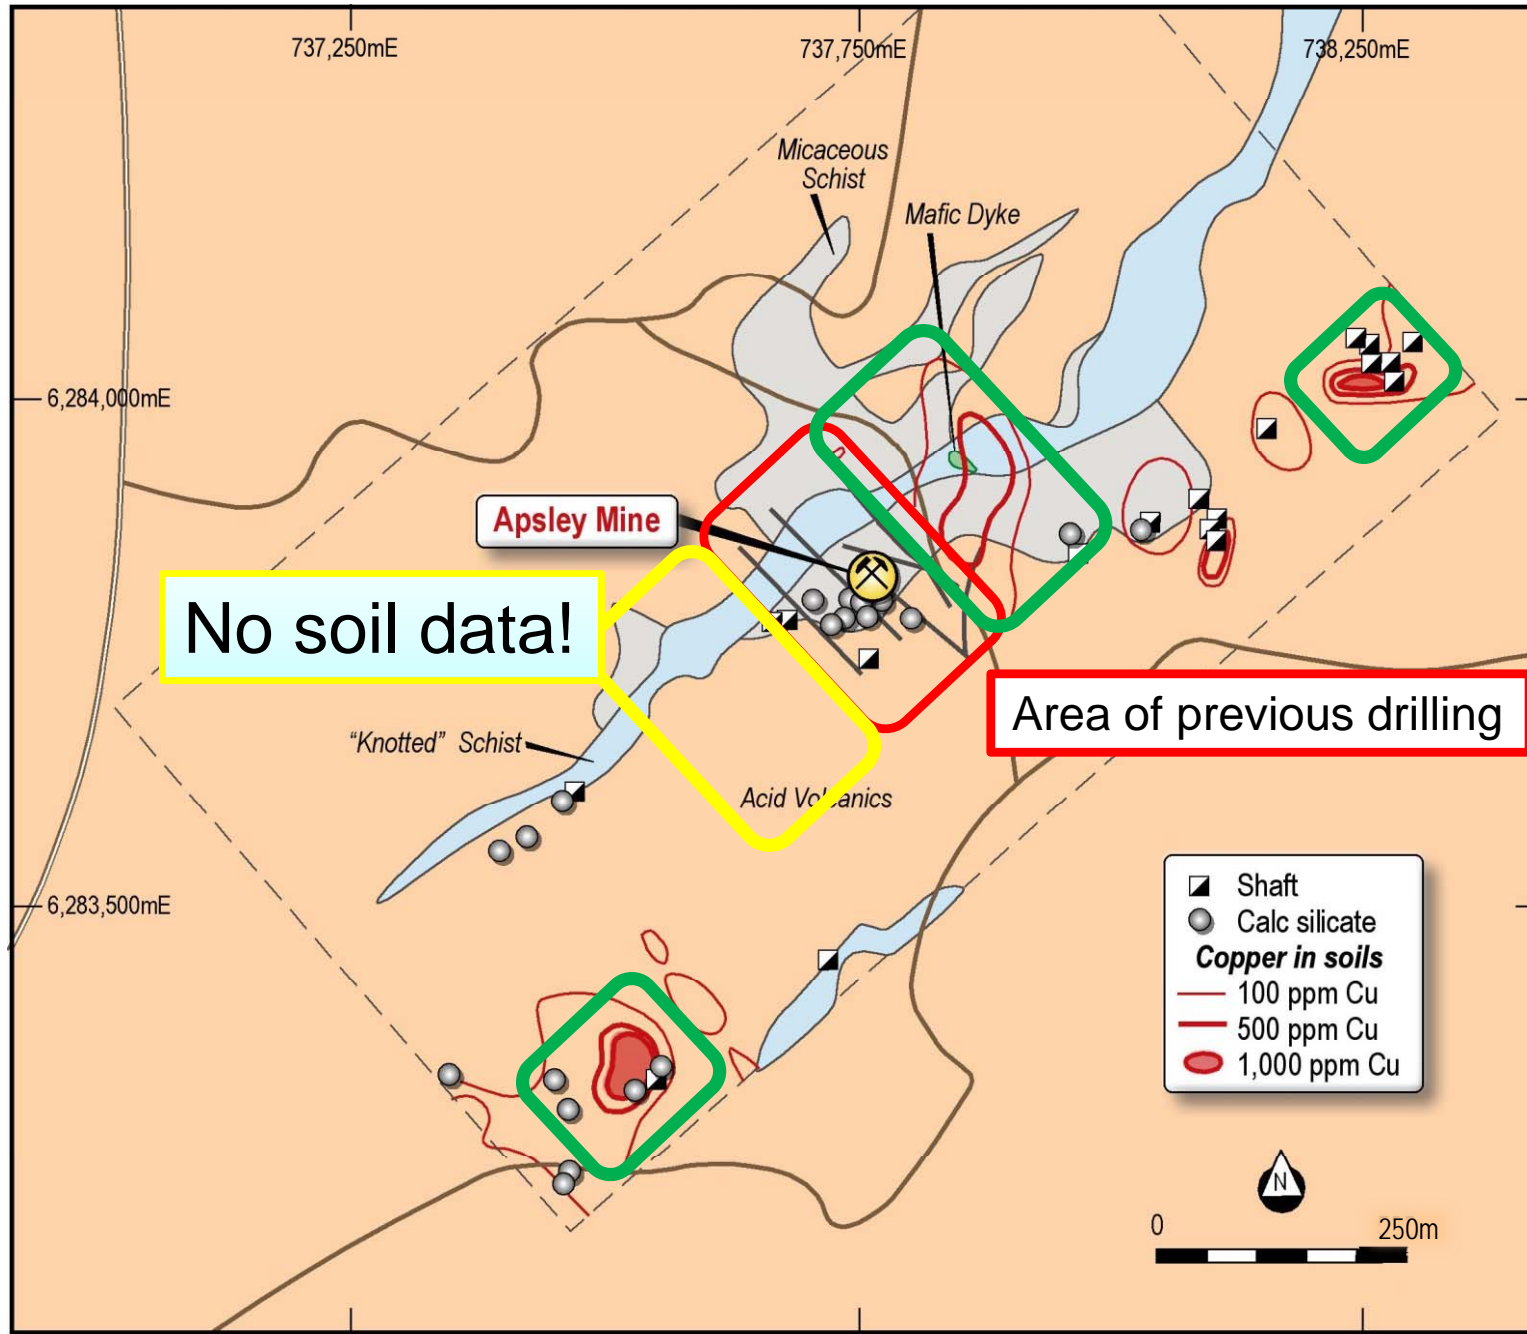 737,250mE
737,750mE
738,250mE
Micaceous
Schist
Mafic Dyke
6,284,000mE
Apsley Mine
No soil data!
Area of previous drilling
"Knotted" Schist
Acid Volcanics
6,283,500mE
Shaft
Calc silicate
Copper in soils
100 ppm Cu
500 ppm Cu
1,000 ppm Cu
N
0
250m